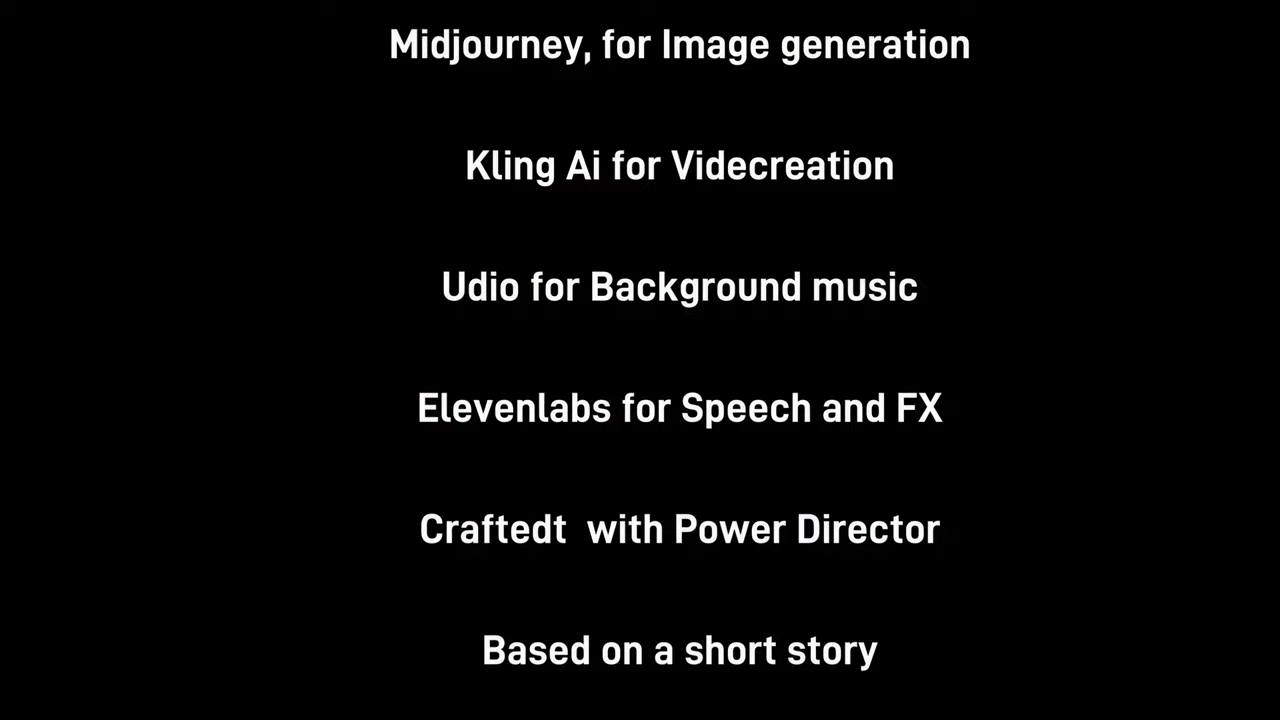 Midjourney, for Image generation
Kling Ai for Videcreation
Udio for Background music
Elevenlabs for Speech and FX
Craftedt  with Power Director
Based on a short story